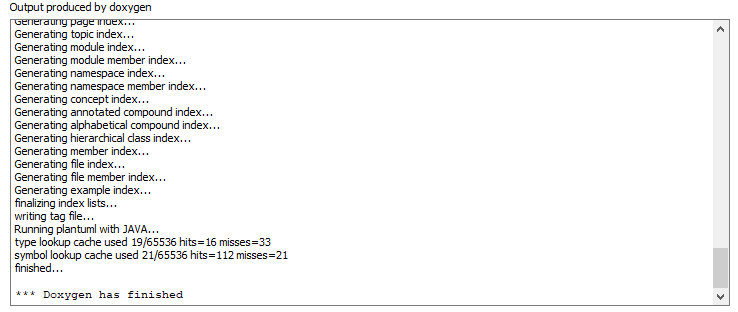 Output produced by doxygen
Generating page index...
Generating topic index...
Generating module index...
Generating module member index...
Generating namespace index...
Generating namespace member index...
Generating concept index...
Generating annotated compound index...
Generating alphabetical compound index...
Generating hierarchical class index...
Generating member index...
Generating file index...
Generating file member index...
Generating example index...
finalizing index lists...
writing tag file...
Running plantuml with JAVA...
type lookup cache used 19/65536 hits=16 misses=33
symbol lookup cache used 21/65536 hits=112 misses=21
finished...
*** Doxygen has finished